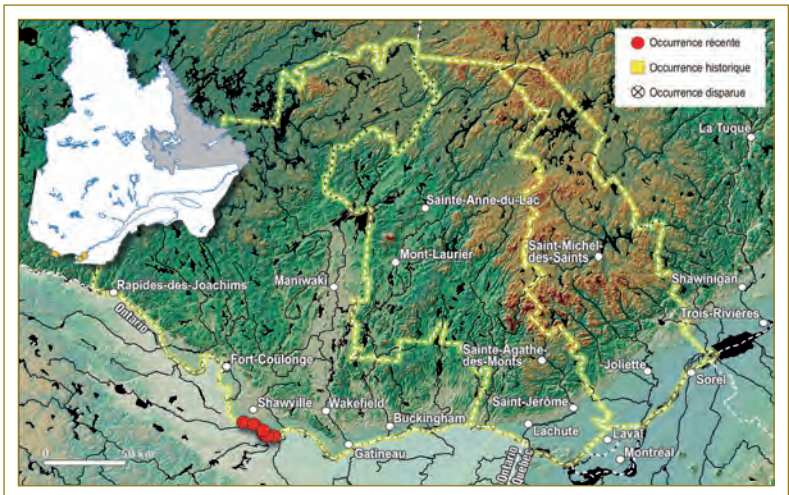 Occurrence récente
Occurrence historique
Occurrence disparue
La Tuque
Sainte-Anne-du-Lac
Mont-Laurier
Saint-Michel-
des-Saints
Maniwaki
Rapides-des-Joachims
Shawinigan
Ontario
Trois-Rivières
Fort-Coulonge
Sainte-Agathe-
des-Monts
Joliette
Sorel
Shawville
Wakefield
Saint-Jérôme
Buckingham
Lachute
Laval
Gatineau
Montréal
Ontario
Québec
0 50 km